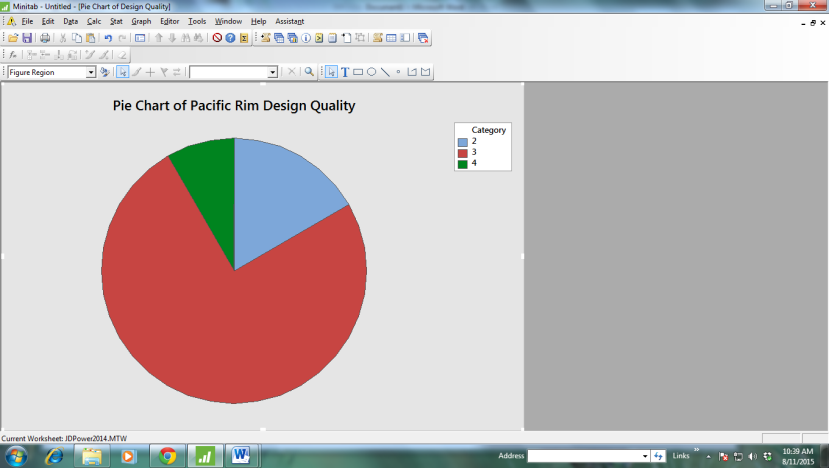 Minitab - Untitled - [Pie Chart of Design Quality]
File Edit Data Calc Stat Graph Editor Tools Window Help Assistant
Figure Region
Pie Chart of Pacific Rim Design Quality
Category
2
3
4
Current Worksheet: JDPower2014.MTW
Address
Links
10:39 AM
8/11/2015